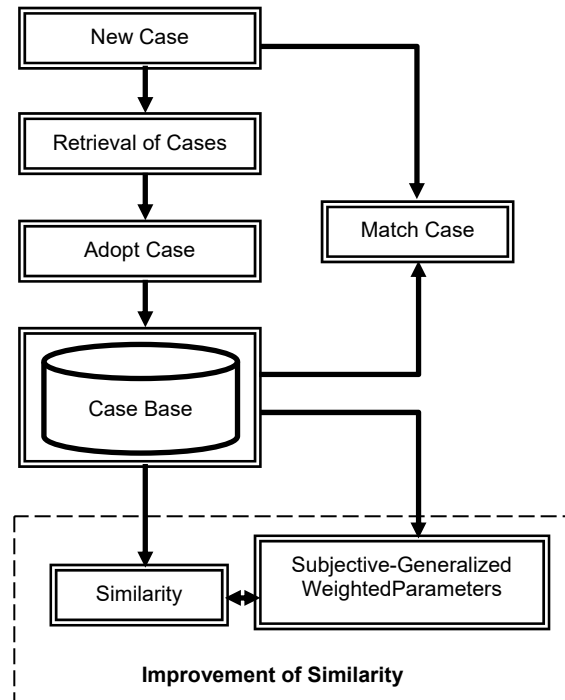 New Case
Retrieval of Cases
Match Case
Adopt Case
Case Base
Similarity
Subjective-Generalized
WeightedParameters
Improvement of Similarity